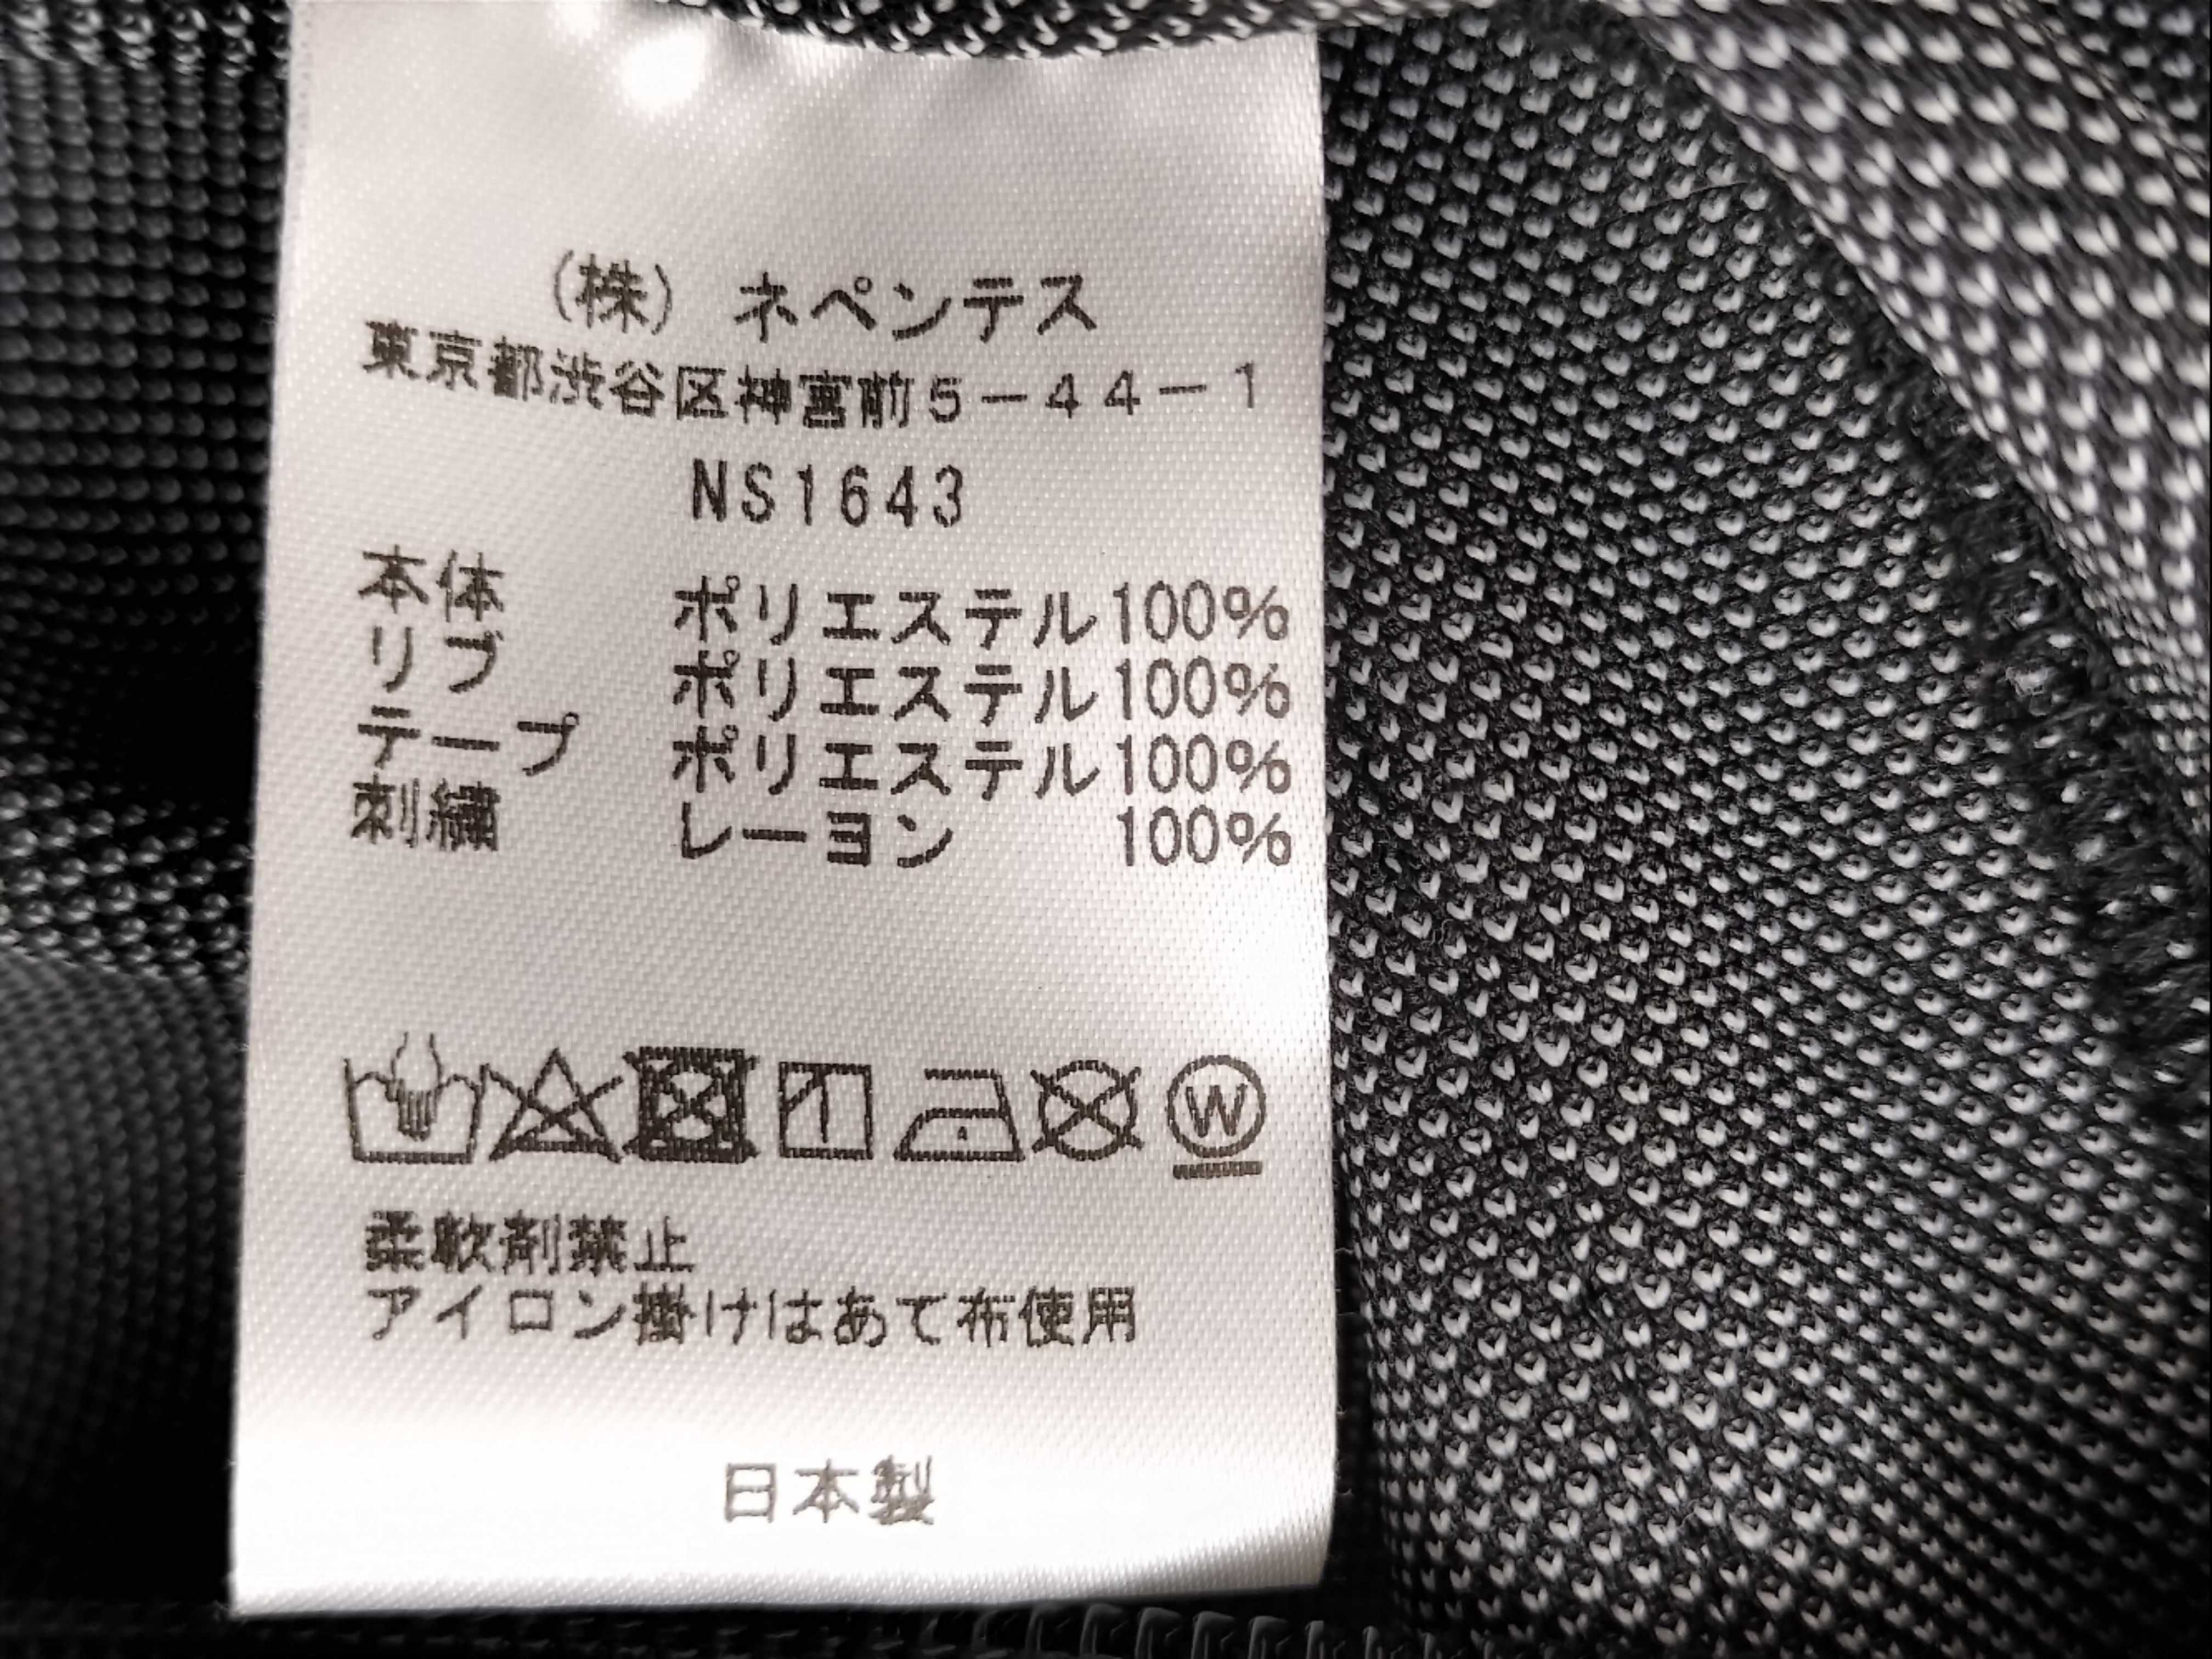 (株) ネペンテス
東京都渋谷区神宮前5-44-1
NS1643
本体 ポリエステル100%
リブ ポリエステル100%
テープ ポリエステル100%
刺繍 レーヨン 100%
W
柔軟剤禁止
アイロン掛けはあて布使用
日本製